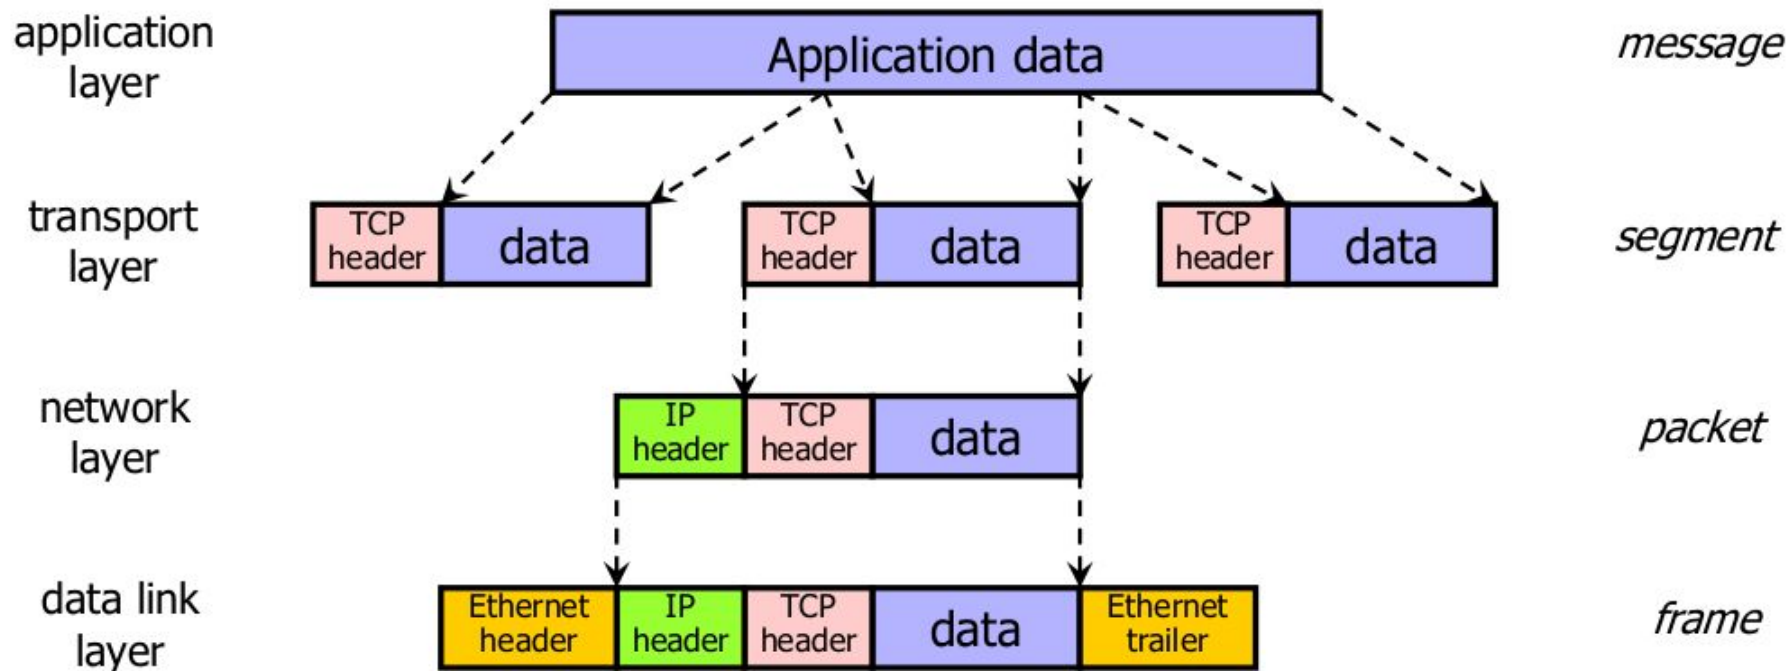 application
layer
Application data
message
transport
layer
TCP
header
data
TCP
header
data
TCP
header
data
segment
network
layer
IP
header
TCP
header
data
packet
data link
layer
Ethernet
header
IP
header
TCP
header
data
Ethernet
trailer
frame